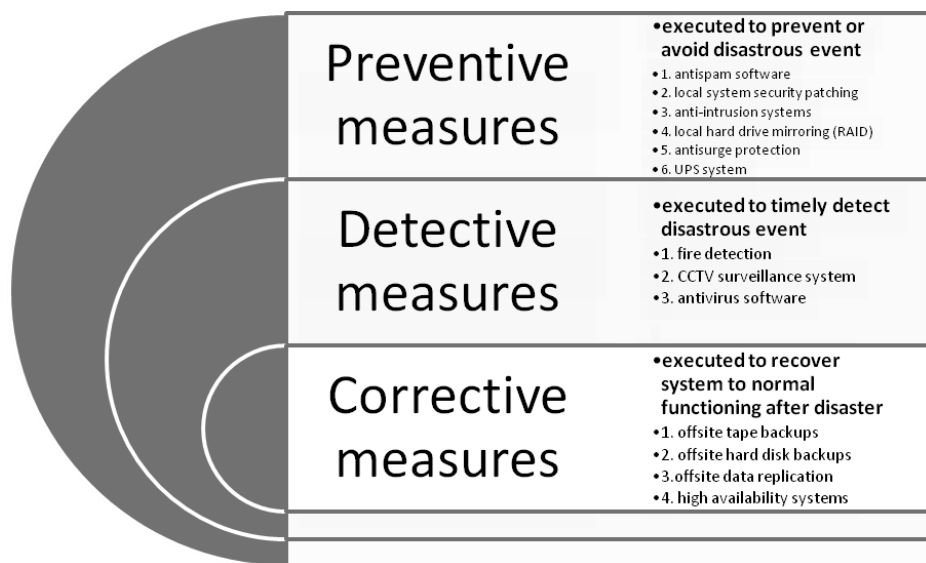 Preventive
measures
•executed to prevent or
avoid disastrous event
•1. antispam software
•2. local system security patching
•3. anti-intrusion systems
•4. local hard drive mirroring (RAID)
•5. antisurge protection
•6. UPS system
Detective
measures
•executed to timely detect
disastrous event
•1. fire detection
•2. CCTV surveillance system
•3. antivirus software
Corrective
measures
•executed to recover
system to normal
functioning after disaster
•1. offsite tape backups
•2. offsite hard disk backups
•3.offsite data replication
•4. high availability systems